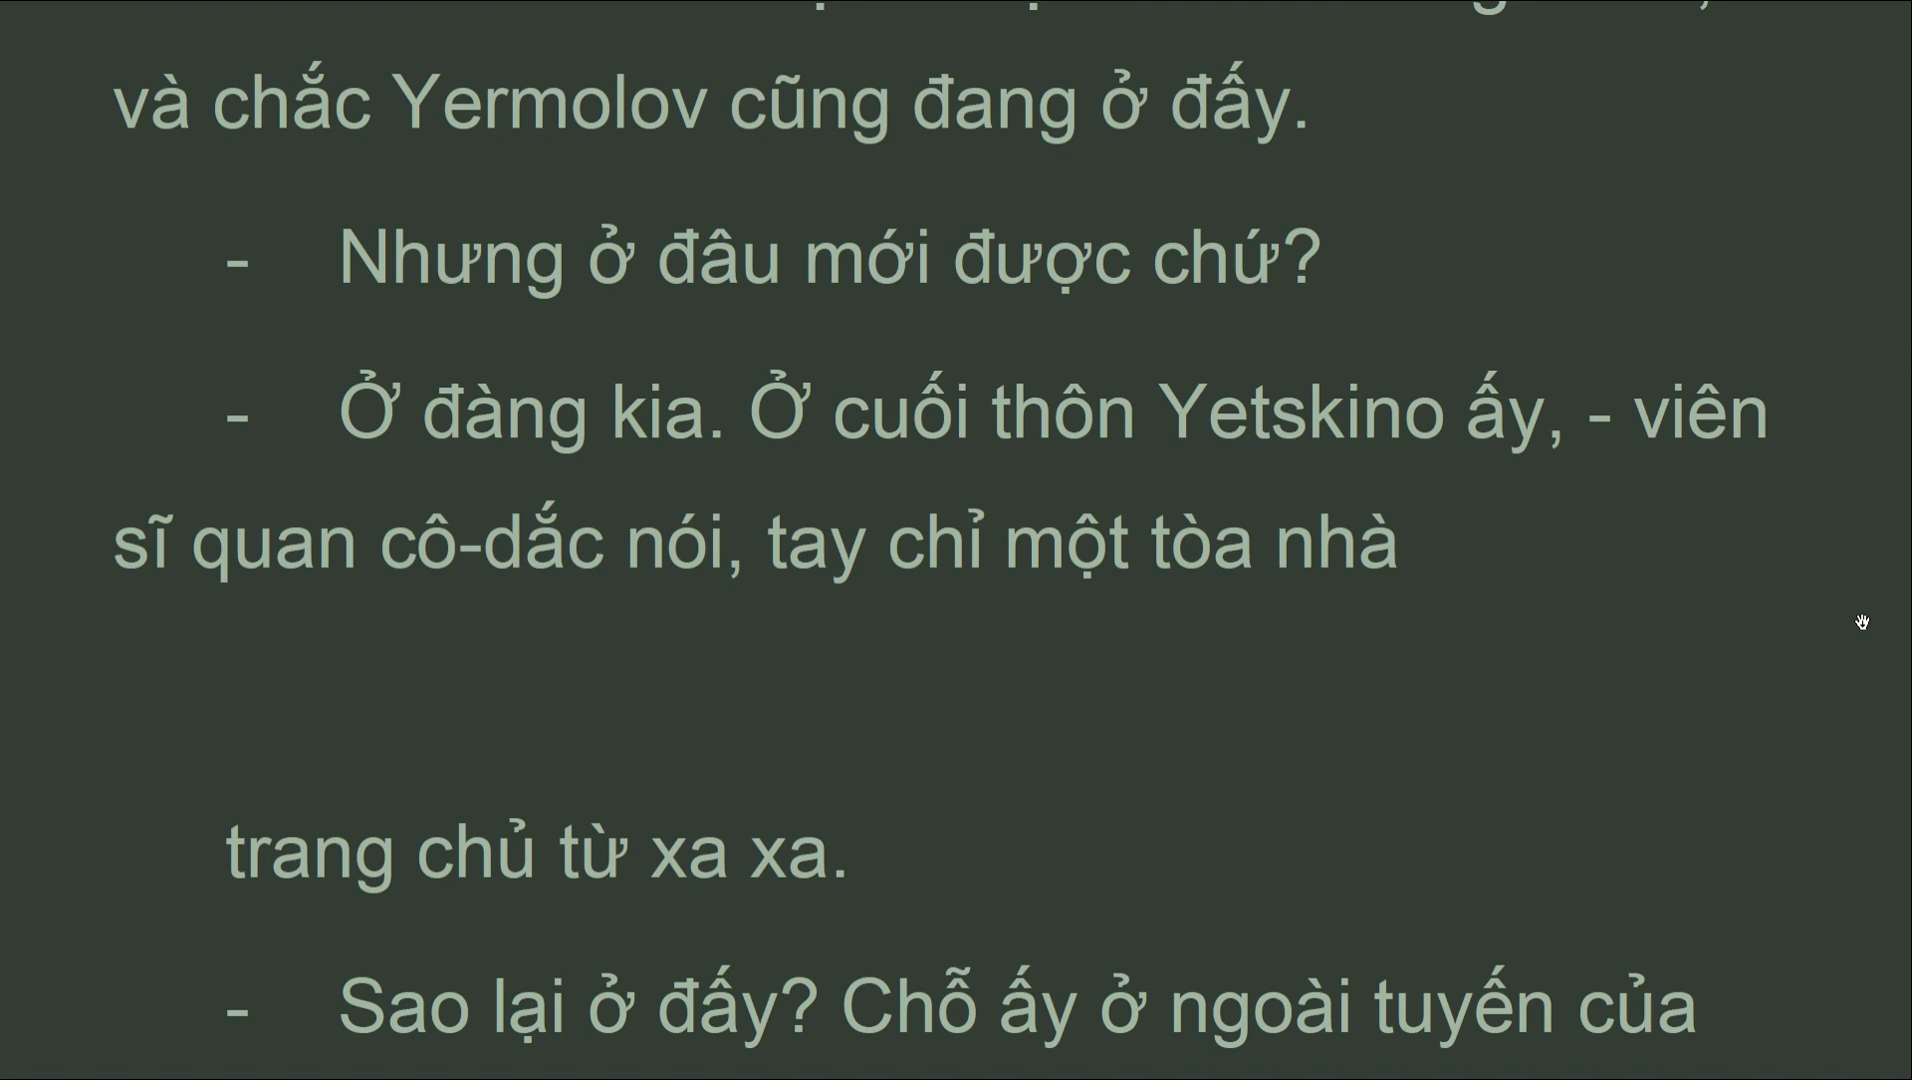 và chắc Yermolov cũng đang ở đấy.
- Nhưng ở đâu mới được chứ?
- Ở đàng kia. Ở cuối thôn Yetskino ấy, - viên
sĩ quan cô-dắc nói, tay chỉ một tòa nhà
trang chủ từ xa xa.
- Sao lại ở đấy? Chỗ ấy ở ngoài tuyến của